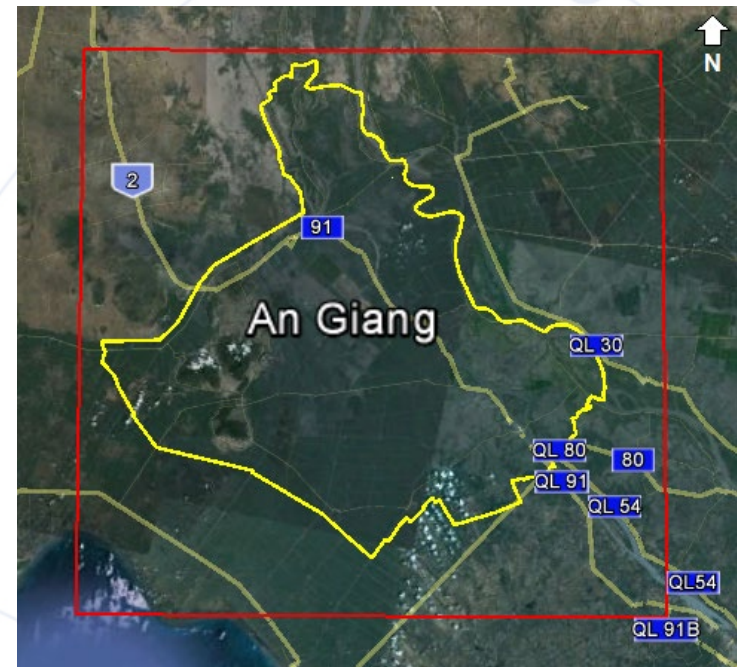 N
2
91
An Giang
QL 30
QL 80
80
QL 91
QL 54
QL54
QL 91B